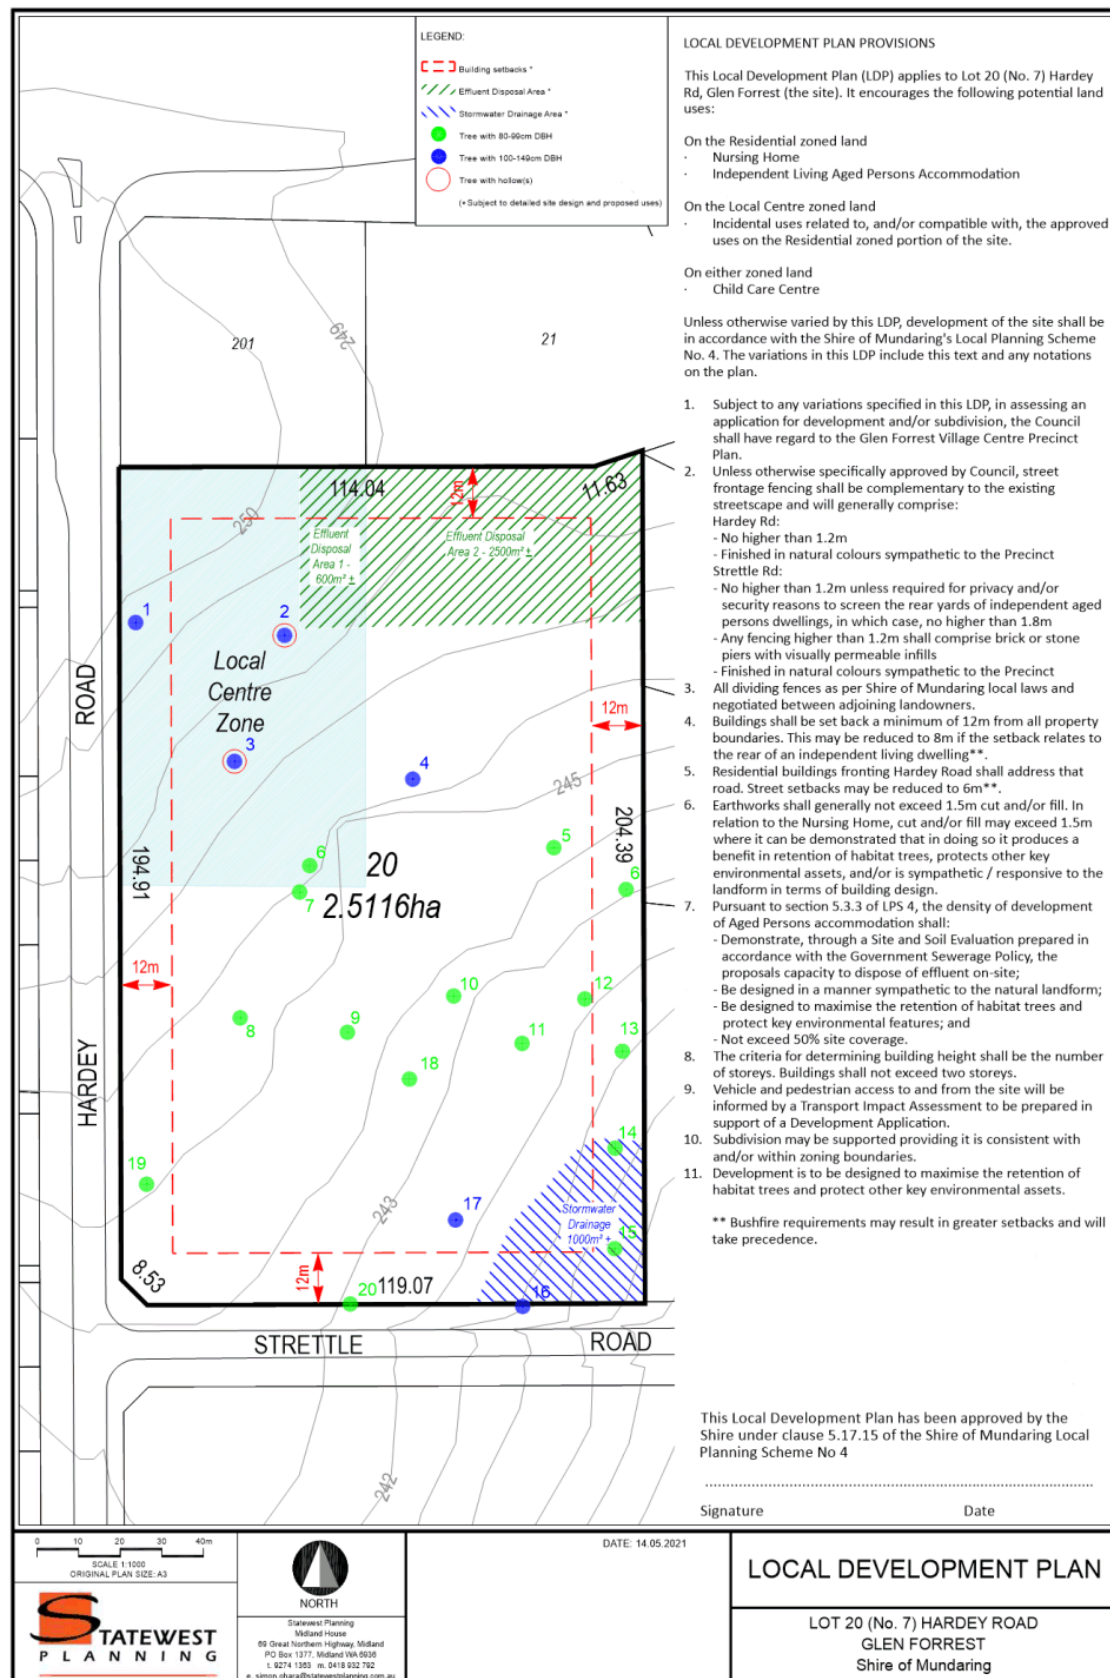 LEGEND:
Building setbacks *
Effluent Disposal Area *
Stormwater Drainage Area *
Tree with 80-99cm DBH
Tree with 100-149cm DBH
Tree with hollow(s)
(* Subject to detailed site design and proposed uses)
201
249
21
114.04
11.63
12m
250
Effluent
Disposal
Area 1 -
600m² ±
Effluent Disposal
Area 2 - 2500m² ±
1
2
Local
Centre
Zone
3
4
12m
245
ROAD
194.91
204.39
5
6
6
7
20
2.5116ha
12m
8
9
10
11
12
13
18
HARDEY
14
19
243
17
Stormwater
Drainage
1000m² +
15
8.53
12m
20
119.07
16
STRETTLE
ROAD
242
LOCAL DEVELOPMENT PLAN PROVISIONS
This Local Development Plan (LDP) applies to Lot 20 (No. 7) Hardey
Rd, Glen Forrest (the site). It encourages the following potential land
uses:
On the Residential zoned land
· Nursing Home
· Independent Living Aged Persons Accommodation
On the Local Centre zoned land
· Incidental uses related to, and/or compatible with, the approved
uses on the Residential zoned portion of the site.
On either zoned land
· Child Care Centre
Unless otherwise varied by this LDP, development of the site shall be
in accordance with the Shire of Mundaring's Local Planning Scheme
No. 4. The variations in this LDP include this text and any notations
on the plan.
1. Subject to any variations specified in this LDP, in assessing an
application for development and/or subdivision, the Council
shall have regard to the Glen Forrest Village Centre Precinct
Plan.
2. Unless otherwise specifically approved by Council, street
frontage fencing shall be complementary to the existing
streetscape and will generally comprise:
Hardey Rd:
- No higher than 1.2m
- Finished in natural colours sympathetic to the Precinct
Strettle Rd:
- No higher than 1.2m unless required for privacy and/or
security reasons to screen the rear yards of independent aged
persons dwellings, in which case, no higher than 1.8m
- Any fencing higher than 1.2m shall comprise brick or stone
piers with visually permeable infills
- Finished in natural colours sympathetic to the Precinct
3. All dividing fences as per Shire of Mundaring local laws and
negotiated between adjoining landowners.
4. Buildings shall be set back a minimum of 12m from all property
boundaries. This may be reduced to 8m if the setback relates to
the rear of an independent living dwelling**.
5. Residential buildings fronting Hardey Road shall address that
road. Street setbacks may be reduced to 6m**.
6. Earthworks shall generally not exceed 1.5m cut and/or fill. In
relation to the Nursing Home, cut and/or fill may exceed 1.5m
where it can be demonstrated that in doing so it produces a
benefit in retention of habitat trees, protects other key
environmental assets, and/or is sympathetic / responsive to the
landform in terms of building design.
7. Pursuant to section 5.3.3 of LPS 4, the density of development
of Aged Persons accommodation shall:
- Demonstrate, through a Site and Soil Evaluation prepared in
accordance with the Government Sewerage Policy, the
proposals capacity to dispose of effluent on-site;
- Be designed in a manner sympathetic to the natural landform;
- Be designed to maximise the retention of habitat trees and
protect key environmental features; and
- Not exceed 50% site coverage.
8. The criteria for determining building height shall be the number
of storeys. Buildings shall not exceed two storeys.
9. Vehicle and pedestrian access to and from the site will be
informed by a Transport Impact Assessment to be prepared in
support of a Development Application.
10. Subdivision may be supported providing it is consistent with
and/or within zoning boundaries.
11. Development is to be designed to maximise the retention of
habitat trees and protect other key environmental assets.
** Bushfire requirements may result in greater setbacks and will
take precedence.
This Local Development Plan has been approved by the
Shire under clause 5.17.15 of the Shire of Mundaring Local
Planning Scheme No 4
Signature Date
0 10 20 30 40m
SCALE 1:1000
ORIGINAL PLAN SIZE: A3
STATEWEST
PLANNING
NORTH
Statewest Planning
Midland House
69 Great Northern Highway, Midland
PO Box 1377, Midland WA 6936
t. 9274 1363 m. 0418 932 792
e. simon.ohara@statewestplanning.com.au
DATE: 14.05.2021
LOCAL DEVELOPMENT PLAN
LOT 20 (No. 7) HARDEY ROAD
GLEN FORREST
Shire of Mundaring